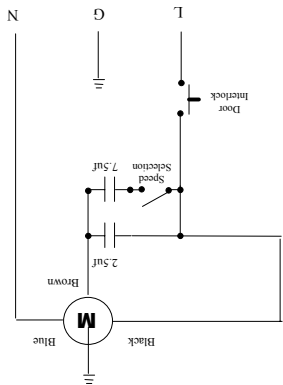 Black
Blue
M
Brown
2.5uf
Speed
Selection
7.5uf
Door
Interlock
L
G
N